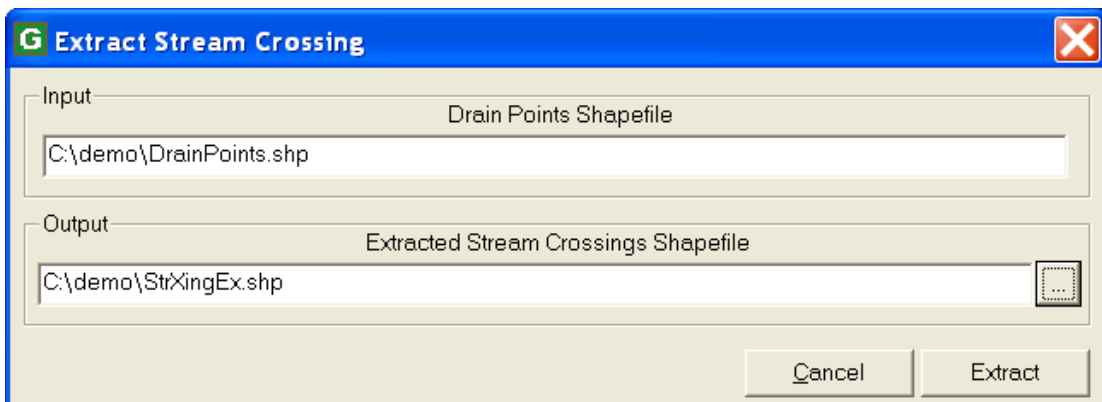 G Extract Stream Crossing
Input
Drain Points Shapefile
C:\demo\DrainPoints.shp
Output
Extracted Stream Crossings Shapefile
C:\demo\StrXingEx.shp
...
Cancel Extract